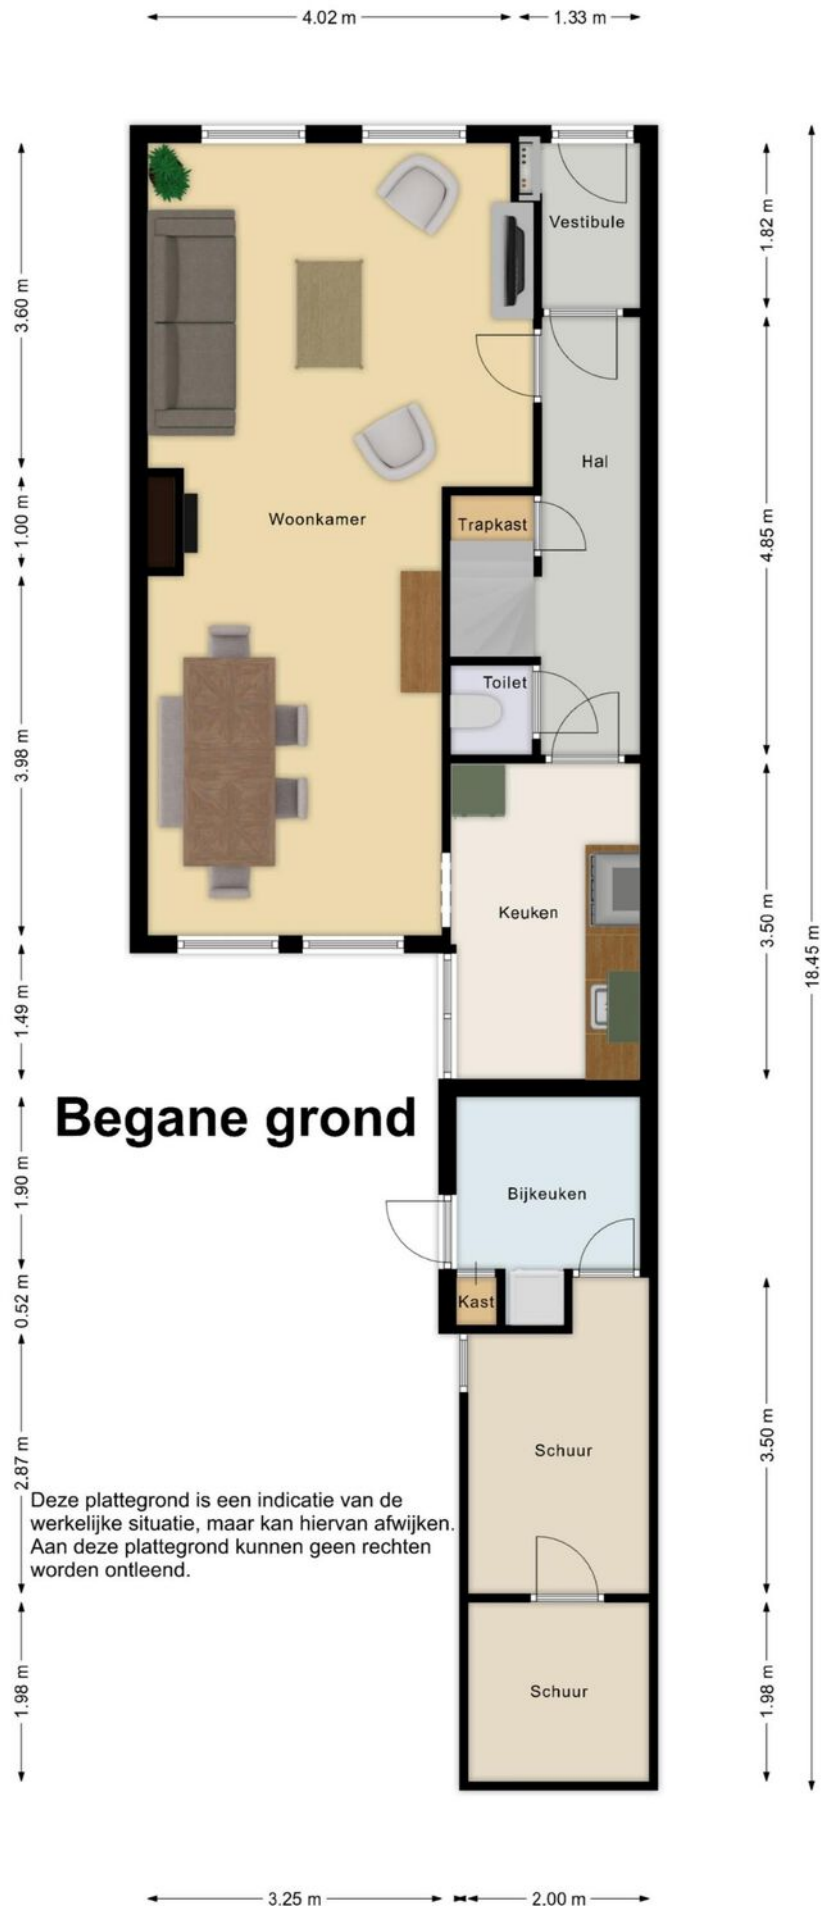 4.02 m
1.33 m
Vestibule
1.82 m
3.60 m
Hal
Woonkamer
Trapkast
1.00 m
4.85 m
Toilet
3.98 m
Keuken
3.50 m
18.45 m
1.49 m
Begane grond
1.90 m
Bijkeuken
0.52 m
Kast
2.87 m
Schuur
3.50 m
Deze plattegrond is een indicatie van de
werkelijke situatie, maar kan hiervan afwijken.
Aan deze plattegrond kunnen geen rechten
worden ontleend.
1.98 m
Schuur
1.98 m
3.25 m
2.00 m